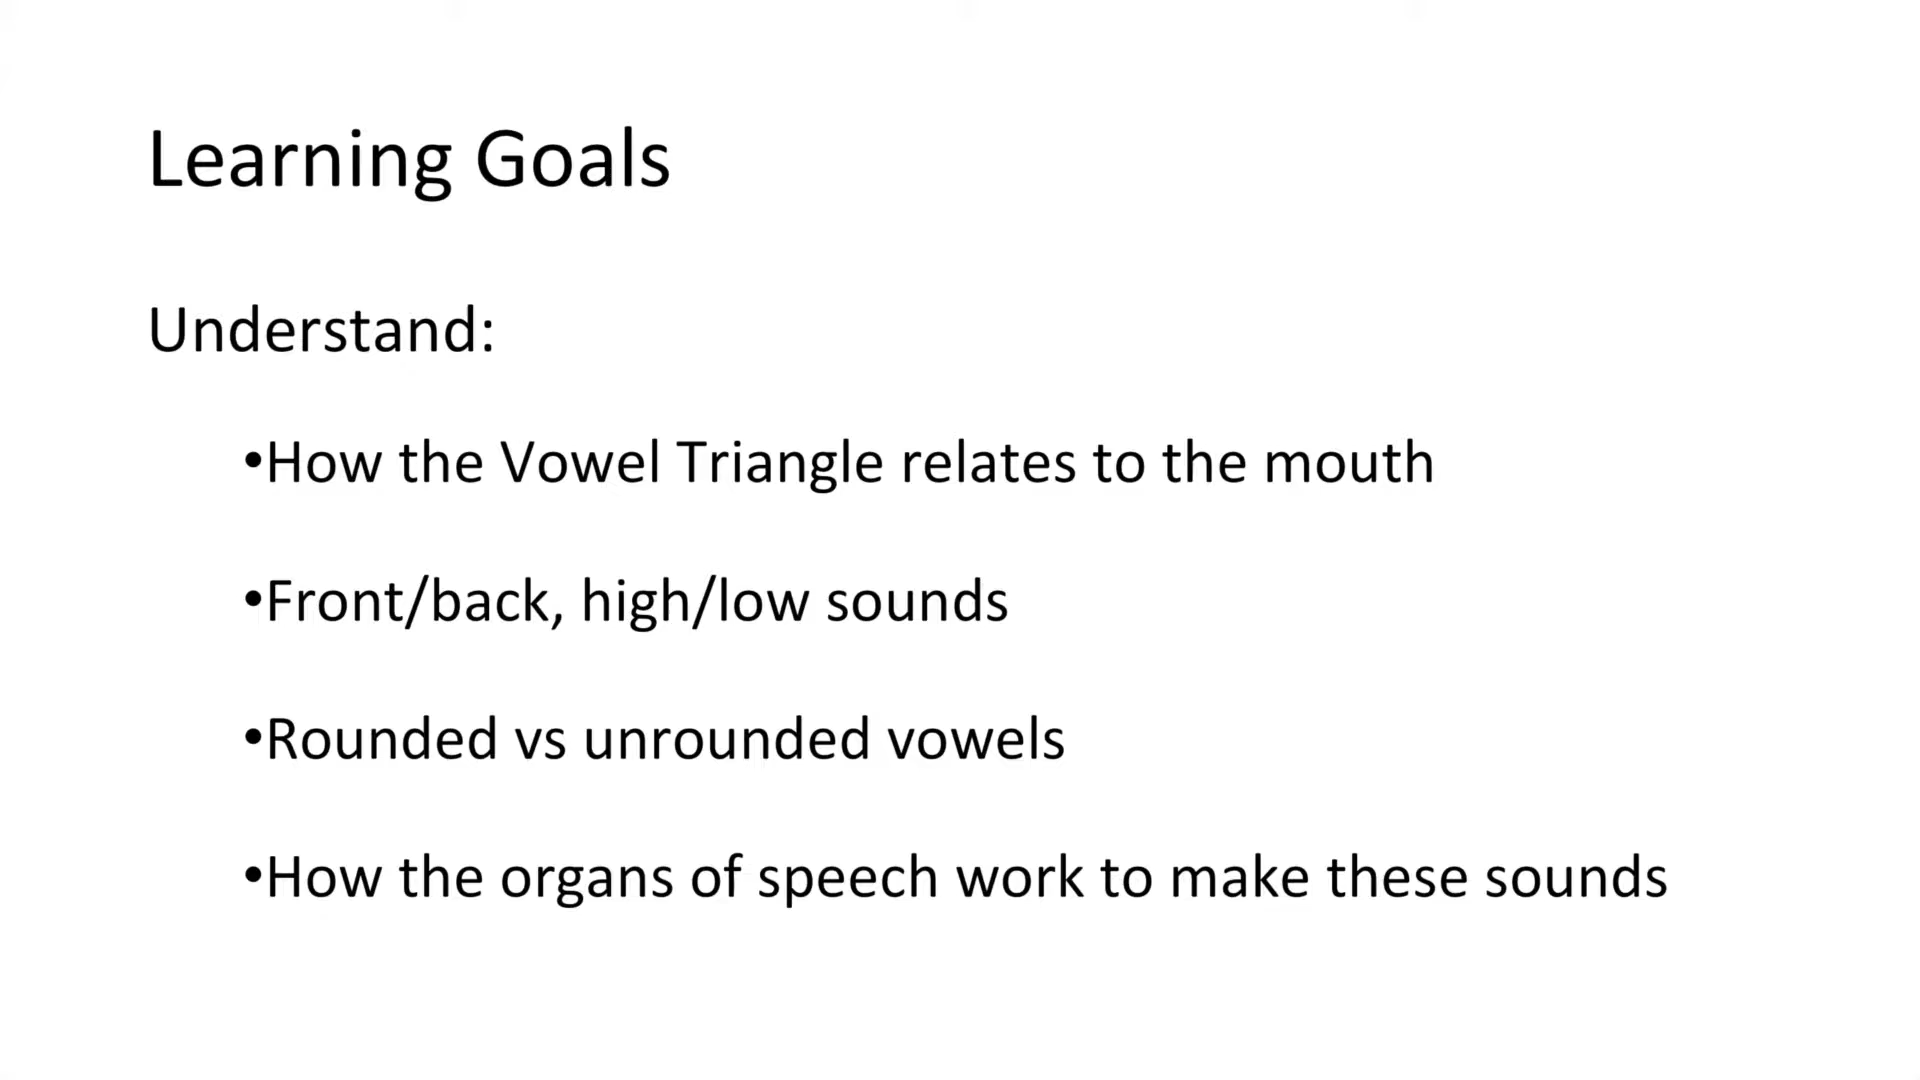 Learning Goals
Understand:
•How the Vowel Triangle relates to the mouth
•Front/back, high/low sounds
•Rounded vs unrounded vowels
•How the organs of speech work to make these sounds